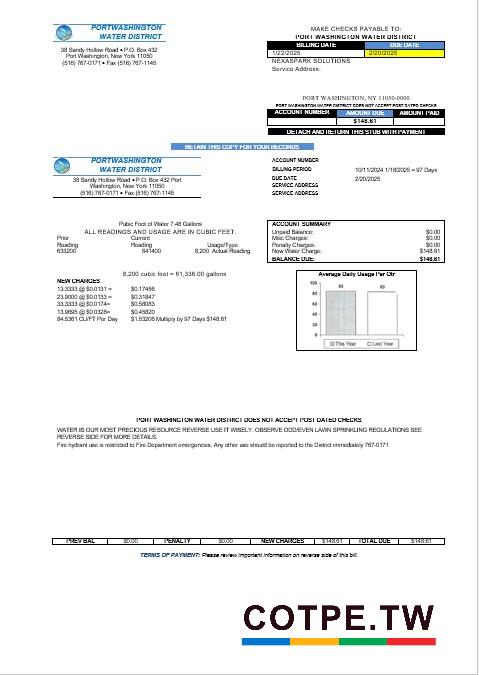 PORTWASHINGTON
WATER DISTRICT
38 Sandy Hollow Road • P.O. Box 432
Port Washington, New York 11050
(516) 767-0171 • Fax (516) 767-1145
MAKE CHECKS PAYABLE TO:
PORT WASHINGTON WATER DISTRICT
BILLING DATE DUE DATE
1/22/2025 2/20/2025
NEXASPARK SOLUTIONS
Service Address:
PORT WASHINGTON, NY 11050-0000
PORT WASHINGTON WATER DISTRICT DOES NOT ACCEPT POST DATED CHECKS
ACCOUNT NUMBER AMOUNT DUE AMOUNT PAID
$148.61
DETACH AND RETURN THIS STUB WITH PAYMENT
RETAIN THIS COPY FOR YOUR RECORDS
PORTWASHINGTON
WATER DISTRICT
38 Sandy Hollow Road • P.O. Box 432 Port
Washington, New York 11050
(516) 767-0171 • Fax (516) 767-1145
ACCOUNT NUMBER
BILLING PERIOD 10/11/2024 1/18/2025 = 97 Days
DUE DATE 2/20/2025
SERVICE ADDRESS
SERVICE ADDRESS
Cubic Foot of Water 7.48 Gallons
ALL READINGS AND USAGE ARE IN CUBIC FEET.
Prior Current
Reading Reading Usage/Type
633200 641400 8,200 Actual Reading
8,200 cubic foot = 61,336.00 gallons
NEW CHARGES
13.3333 @ $0.0131 = $0.17456
23.9000 @ $0.0133 = $0.31847
33.3333 @ $0.0174= $0.58083
13.9695 @ $0.0328= $0.45820
84.5361 CU/FT Per Day $1.53206 Multiply by 97 Days $148.61
ACCOUNT SUMMARY
Unpaid Balance: $0.00
Misc Charges: $0.00
Penalty Charges: $0.00
New Water Charge: $148.61
BALANCE DUE: $148.61
Average Daily Usage Per Qtr
100
80
60
40
20
0
85 85
This Year Last Year
PORT WASHINGTON WATER DISTRICT DOES NOT ACCEPT POST DATED CHECKS
WATER IS OUR MOST PRECIOUS RESOURCE REVERSE USE IT WISELY. OBSERVE ODD/EVEN LAWN SPRINKLING REGULATIONS SEE
REVERSE SIDE FOR MORE DETAILS.
Fire hydrant use is restricted to Fire Department emergencies. Any other use should be reported to the District immediately 767-0171
PREV BAL $0.00 PENALTY $0.00 NEW CHARGES $148.61 TOTAL DUE $148.61
TERMS OF PAYMENT: Please review important information on reverse side of this bill.
COTPE.TW